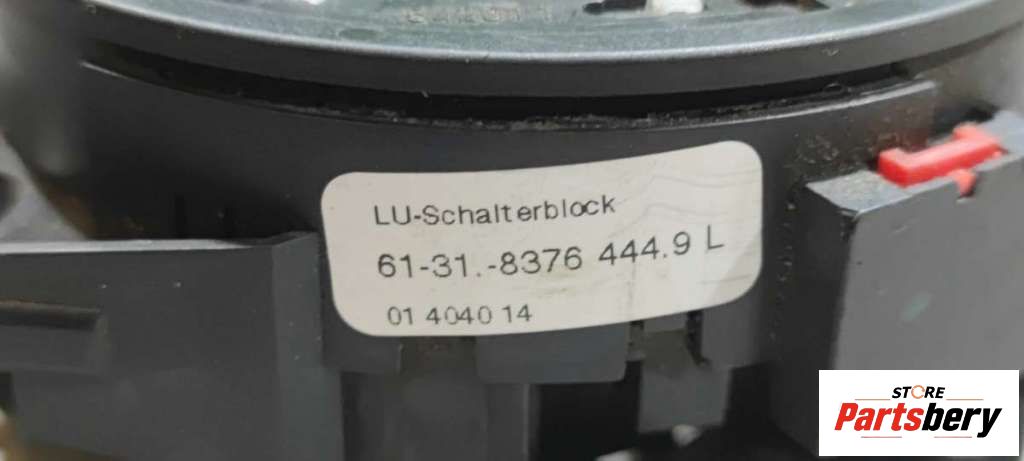 LU-Schalterblock
61-31.-8376 444.9 L
01 4040 14
STORE
Partsbery